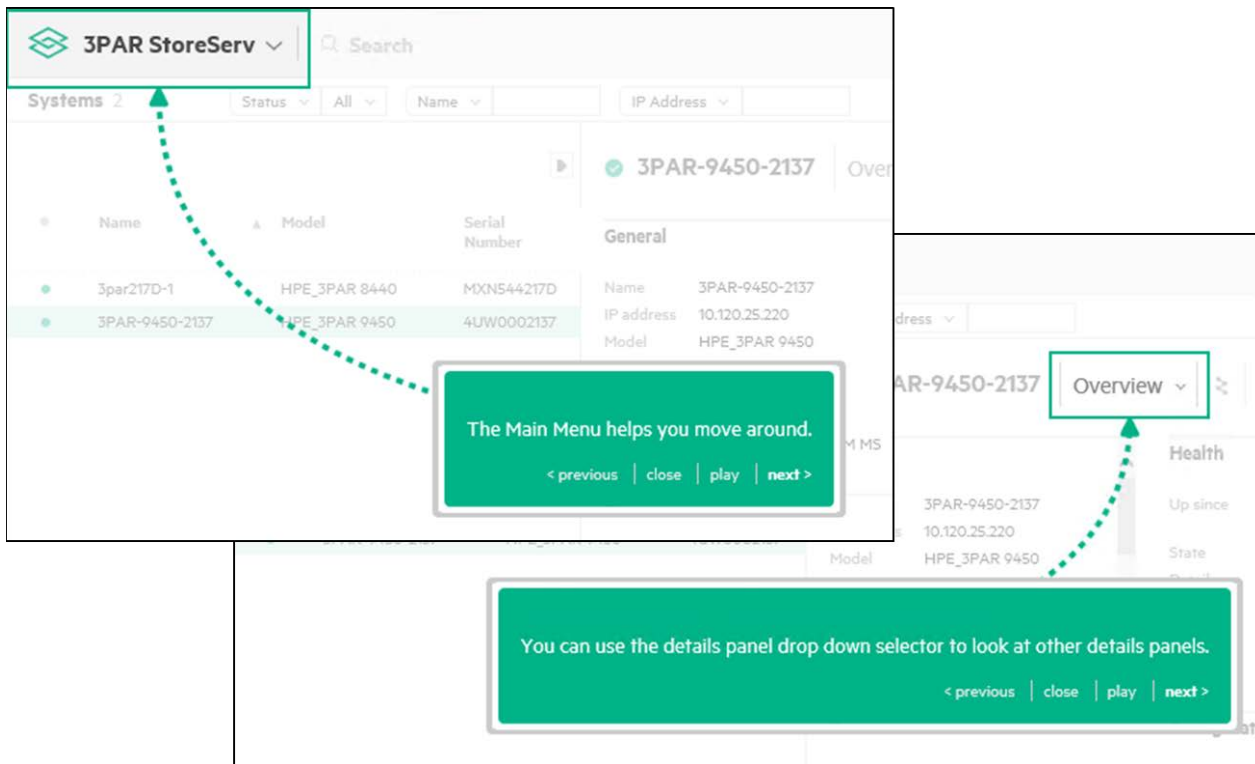 3PAR StoreServ
Search
Systems 2
Status
All
Name
IP Address
3PAR-9450-2137
Name
Model
Serial
Number
General
3par217D-1
HPE_3PAR 8440
MXN544217D
3PAR-9450-2137
HPE_3PAR 9450
4UW0002137
Name
3PAR-9450-2137
IP address
10.120.25.220
Model
HPE_3PAR 9450
The Main Menu helps you move around.
< previous
close
play
next >
AR-9450-2137
Overview
M MS
Health
3PAR-9450-2137
Up since
10.120.25.220
State
Model
HPE_3PAR 9450
You can use the details panel drop down selector to look at other details panels.
< previous
close
play
next >